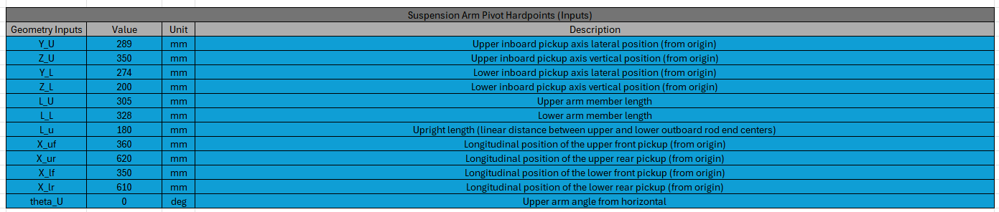 Suspension Arm Pivot Hardpoints (Inputs)
Geometry Inputs Value Unit Description
Y_U 289 mm Upper inboard pickup axis lateral position (from origin)
Z_U 350 mm Upper inboard pickup axis vertical position (from origin)
Y_L 274 mm Lower inboard pickup axis lateral position (from origin)
Z_L 200 mm Lower inboard pickup axis vertical position (from origin)
L_U 305 mm Upper arm member length
L_L 328 mm Lower arm member length
L_u 180 mm Upright length (linear distance between upper and lower outboard rod end centers)
X_uf 360 mm Longitudinal position of the upper front pickup (from origin)
X_ur 620 mm Longitudinal position of the upper rear pickup (from origin)
X_lf 350 mm Longitudinal position of the lower front pickup (from origin)
X_lr 610 mm Longitudinal position of the lower rear pickup (from origin)
theta_U 0 deg Upper arm angle from horizontal